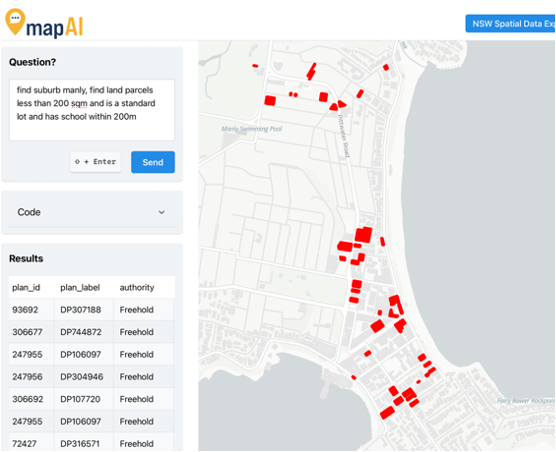 mapAI
NSW Spatial Data Exp
Question?
find suburb manly, find land parcels
less than 200 sqm and is a standard
lot and has school within 200m
+ Enter
Send
Code
Results
plan_id plan_label authority
93692 DP307188 Freehold
306677 DP744872 Freehold
247955 DP106097 Freehold
247956 DP304946 Freehold
306692 DP107720 Freehold
247955 DP106097 Freehold
72427 DP316571 Freehold
Manly Swimming Pool
Pittwater Road
Fairy Bower Rockpool